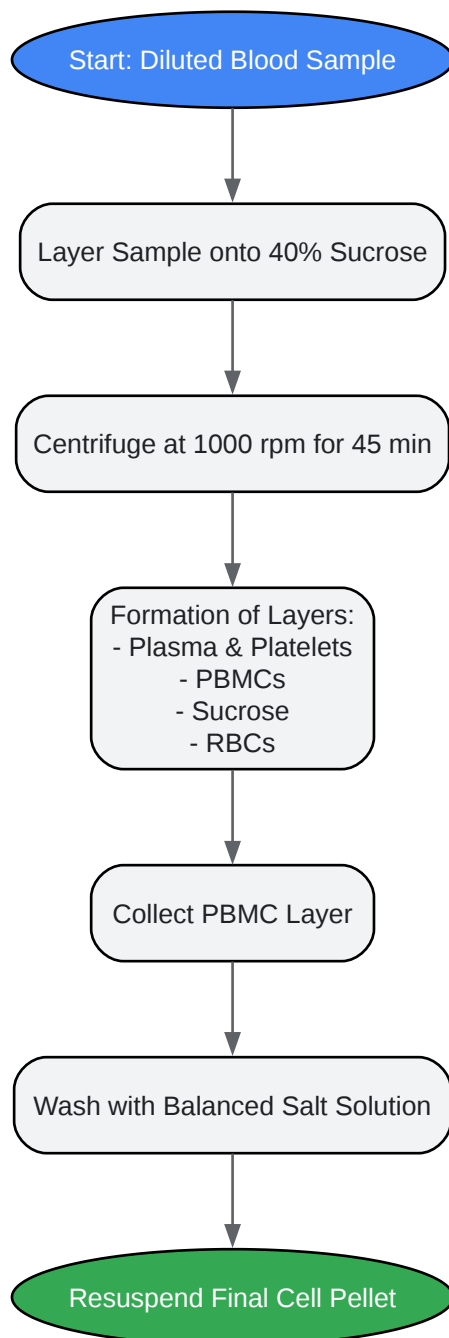 Start: Diluted Blood Sample
Layer Sample onto 40% Sucrose
Centrifuge at 1000 rpm for 45 min
Formation of Layers:
- Plasma & Platelets
- PBMCs
- Sucrose
- RBCs
Collect PBMC Layer
Wash with Balanced Salt Solution
Resuspend Final Cell Pellet